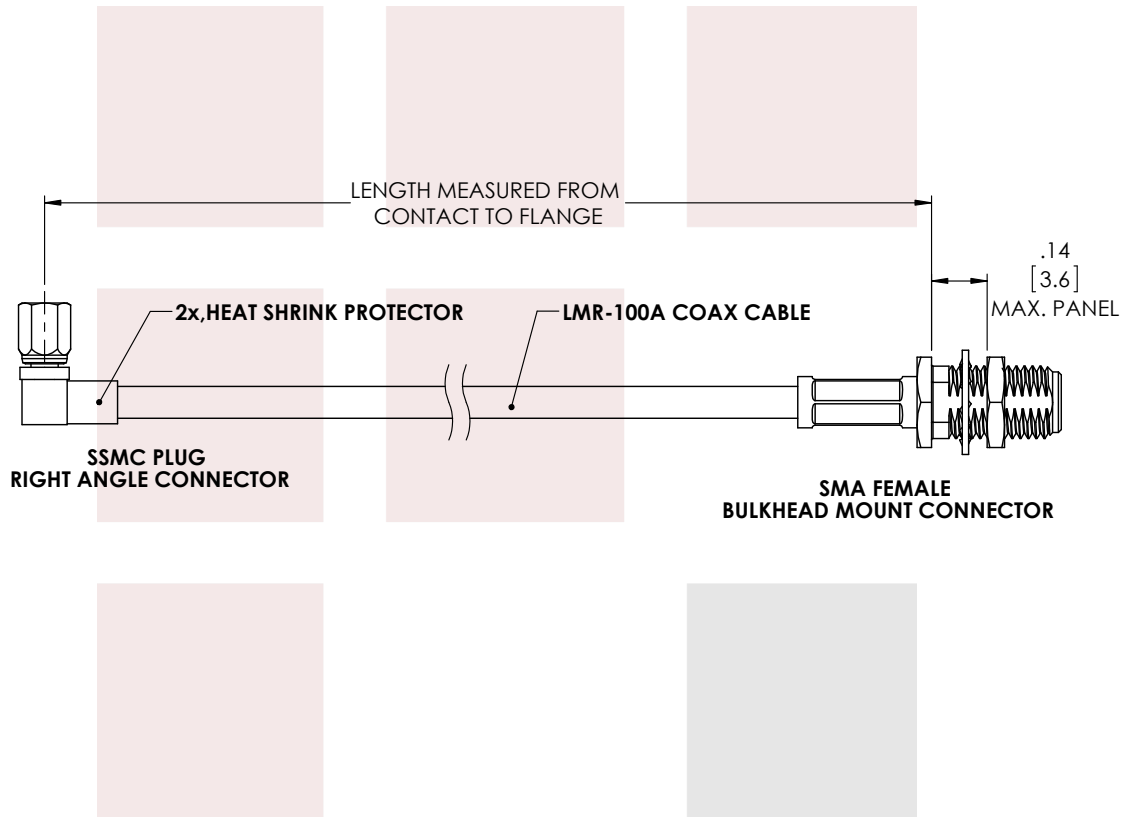 LENGTH MEASURED FROM
CONTACT TO FLANGE
.14
[3.6]
MAX. PANEL
2x,HEAT SHRINK PROTECTOR
LMR-100A COAX CABLE
SSMC PLUG
RIGHT ANGLE CONNECTOR
SMA FEMALE
BULKHEAD MOUNT CONNECTOR